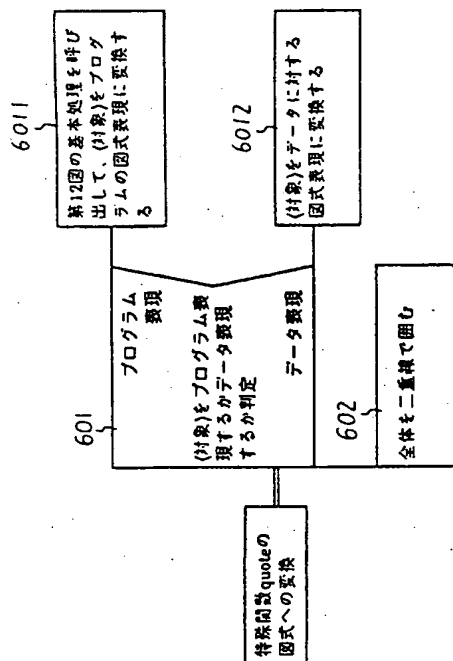 特殊関数quoteの
図式への変換
601
プログラム
表現
(対象)をプログラム表
現するかデータ表現
するか判定
データ表現
6011
第12図の基本処理を呼び
出して、(対象)をプログ
ラムの図式表現に変換す
る
6012
(対象)をデータに対する
図式表現に変換する
602
全体を二重線で囲む